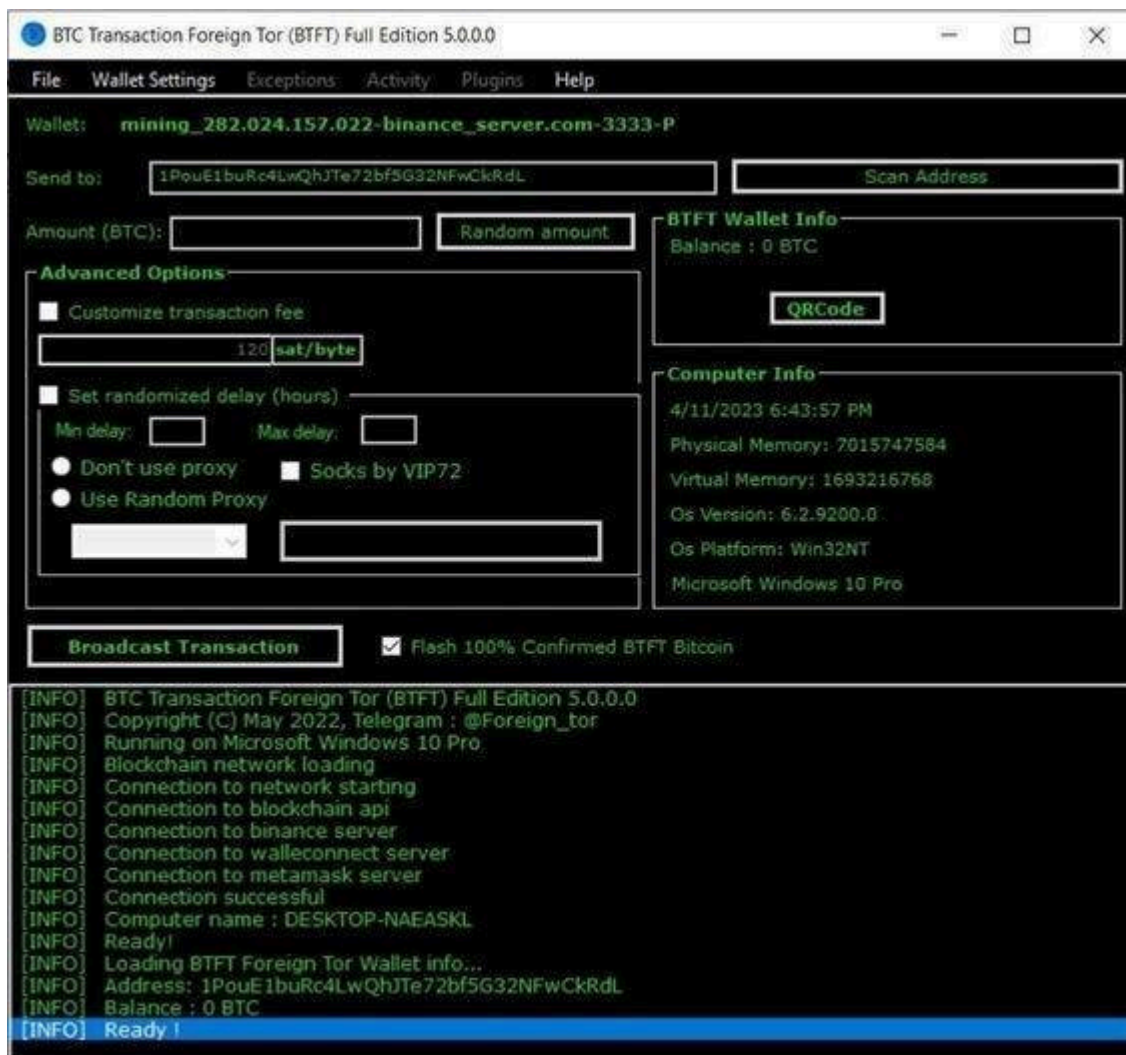 BTC Transaction Foreign Tor (BTFT) Full Edition 5.0.0.0
File Wallet Settings Exceptions Activity Plugins Help
Wallet: mining_282.024.157.022-binance_server.com-3333-P
Send to: 1PouE1buRc4LwQhJTe72bf5G32NFwCkRdL Scan Address
Amount (BTC): Random amount
BTFT Wallet Info
Balance : 0 BTC
QRCode
Advanced Options
Customize transaction fee
120 sat/byte
Set randomized delay (hours)
Min delay: Max delay:
Don't use proxy Socks by VIP72
Use Random Proxy
Computer Info
4/11/2023 6:43:57 PM
Physical Memory: 7015747584
Virtual Memory: 1693216768
Os Version: 6.2.9200.0
Os Platform: Win32NT
Microsoft Windows 10 Pro
Broadcast Transaction Flash 100% Confirmed BTFT Bitcoin
[INFO] BTC Transaction Foreign Tor (BTFT) Full Edition 5.0.0.0
[INFO] Copyright (C) May 2022, Telegram : @Foreign_tor
[INFO] Running on Microsoft Windows 10 Pro
[INFO] Blockchain network loading
[INFO] Connection to network starting
[INFO] Connection to blockchain api
[INFO] Connection to binance server
[INFO] Connection to walleconnect server
[INFO] Connection to metamask server
[INFO] Connection successful
[INFO] Computer name : DESKTOP-NAEASKL
[INFO] Ready!
[INFO] Loading BTFT Foreign Tor Wallet info...
[INFO] Address: 1PouE1buRc4LwQhJTe72bf5G32NFwCkRdL
[INFO] Balance : 0 BTC
[INFO] Ready !